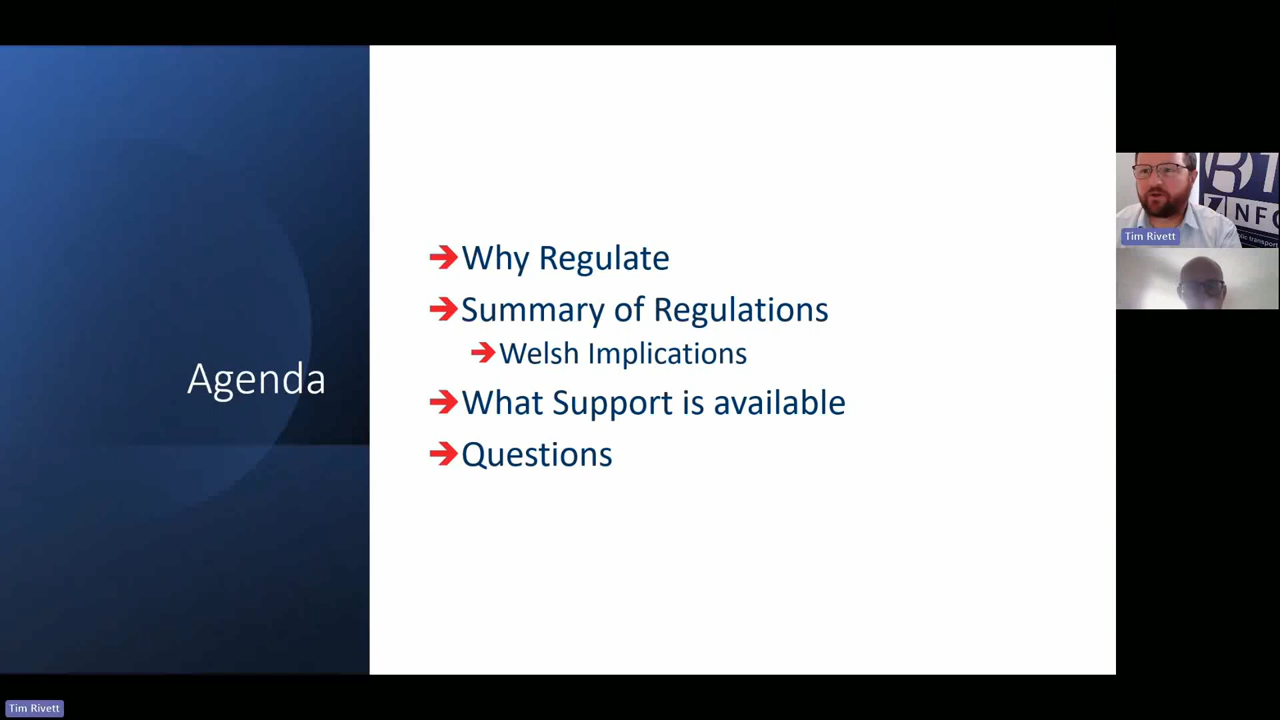 Agenda
Why Regulate
Summary of Regulations
Welsh Implications
What Support is available
Questions
Tim Rivett
Tim Rivett